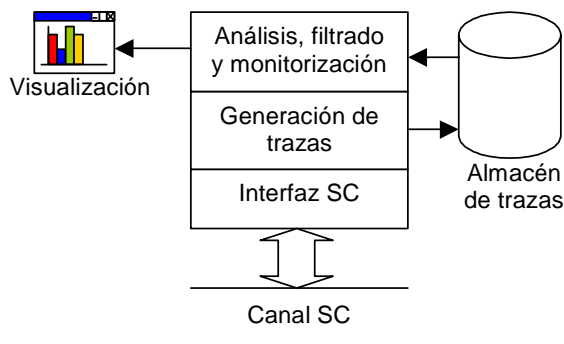 Análisis, filtrado
y monitorización
Visualización
Generación de
trazas
Almacén
de trazas
Interfaz SC
Canal SC